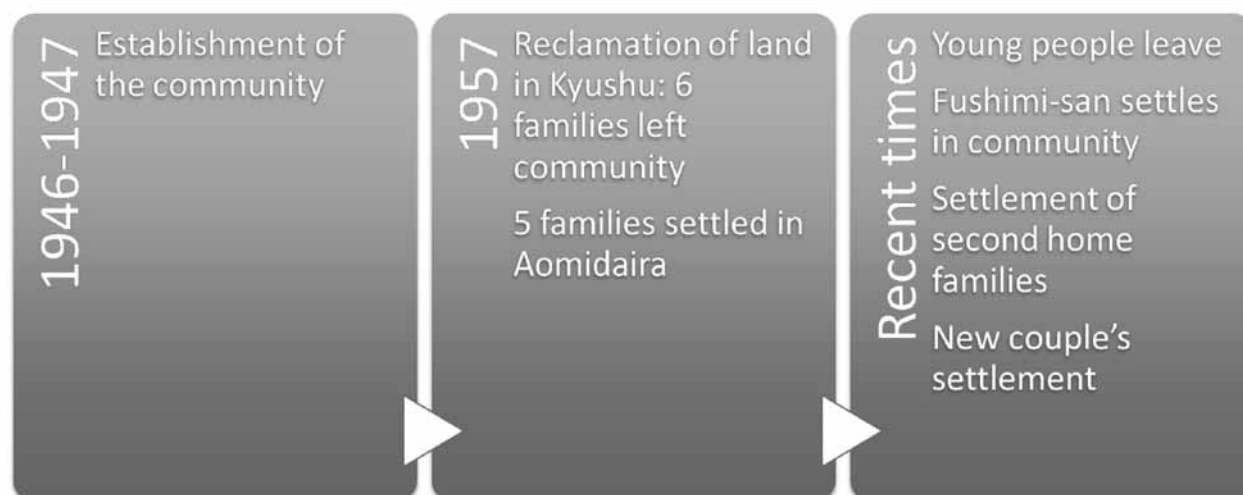 1946-1947
Establishment of
the community
1957
Reclamation of land
in Kyushu: 6
families left
community
5 families settled in
Aomidaira
Recent times
Young people leave
Fushimi-san settles
in community
Settlement of
second home
families
New couple’s
settlement